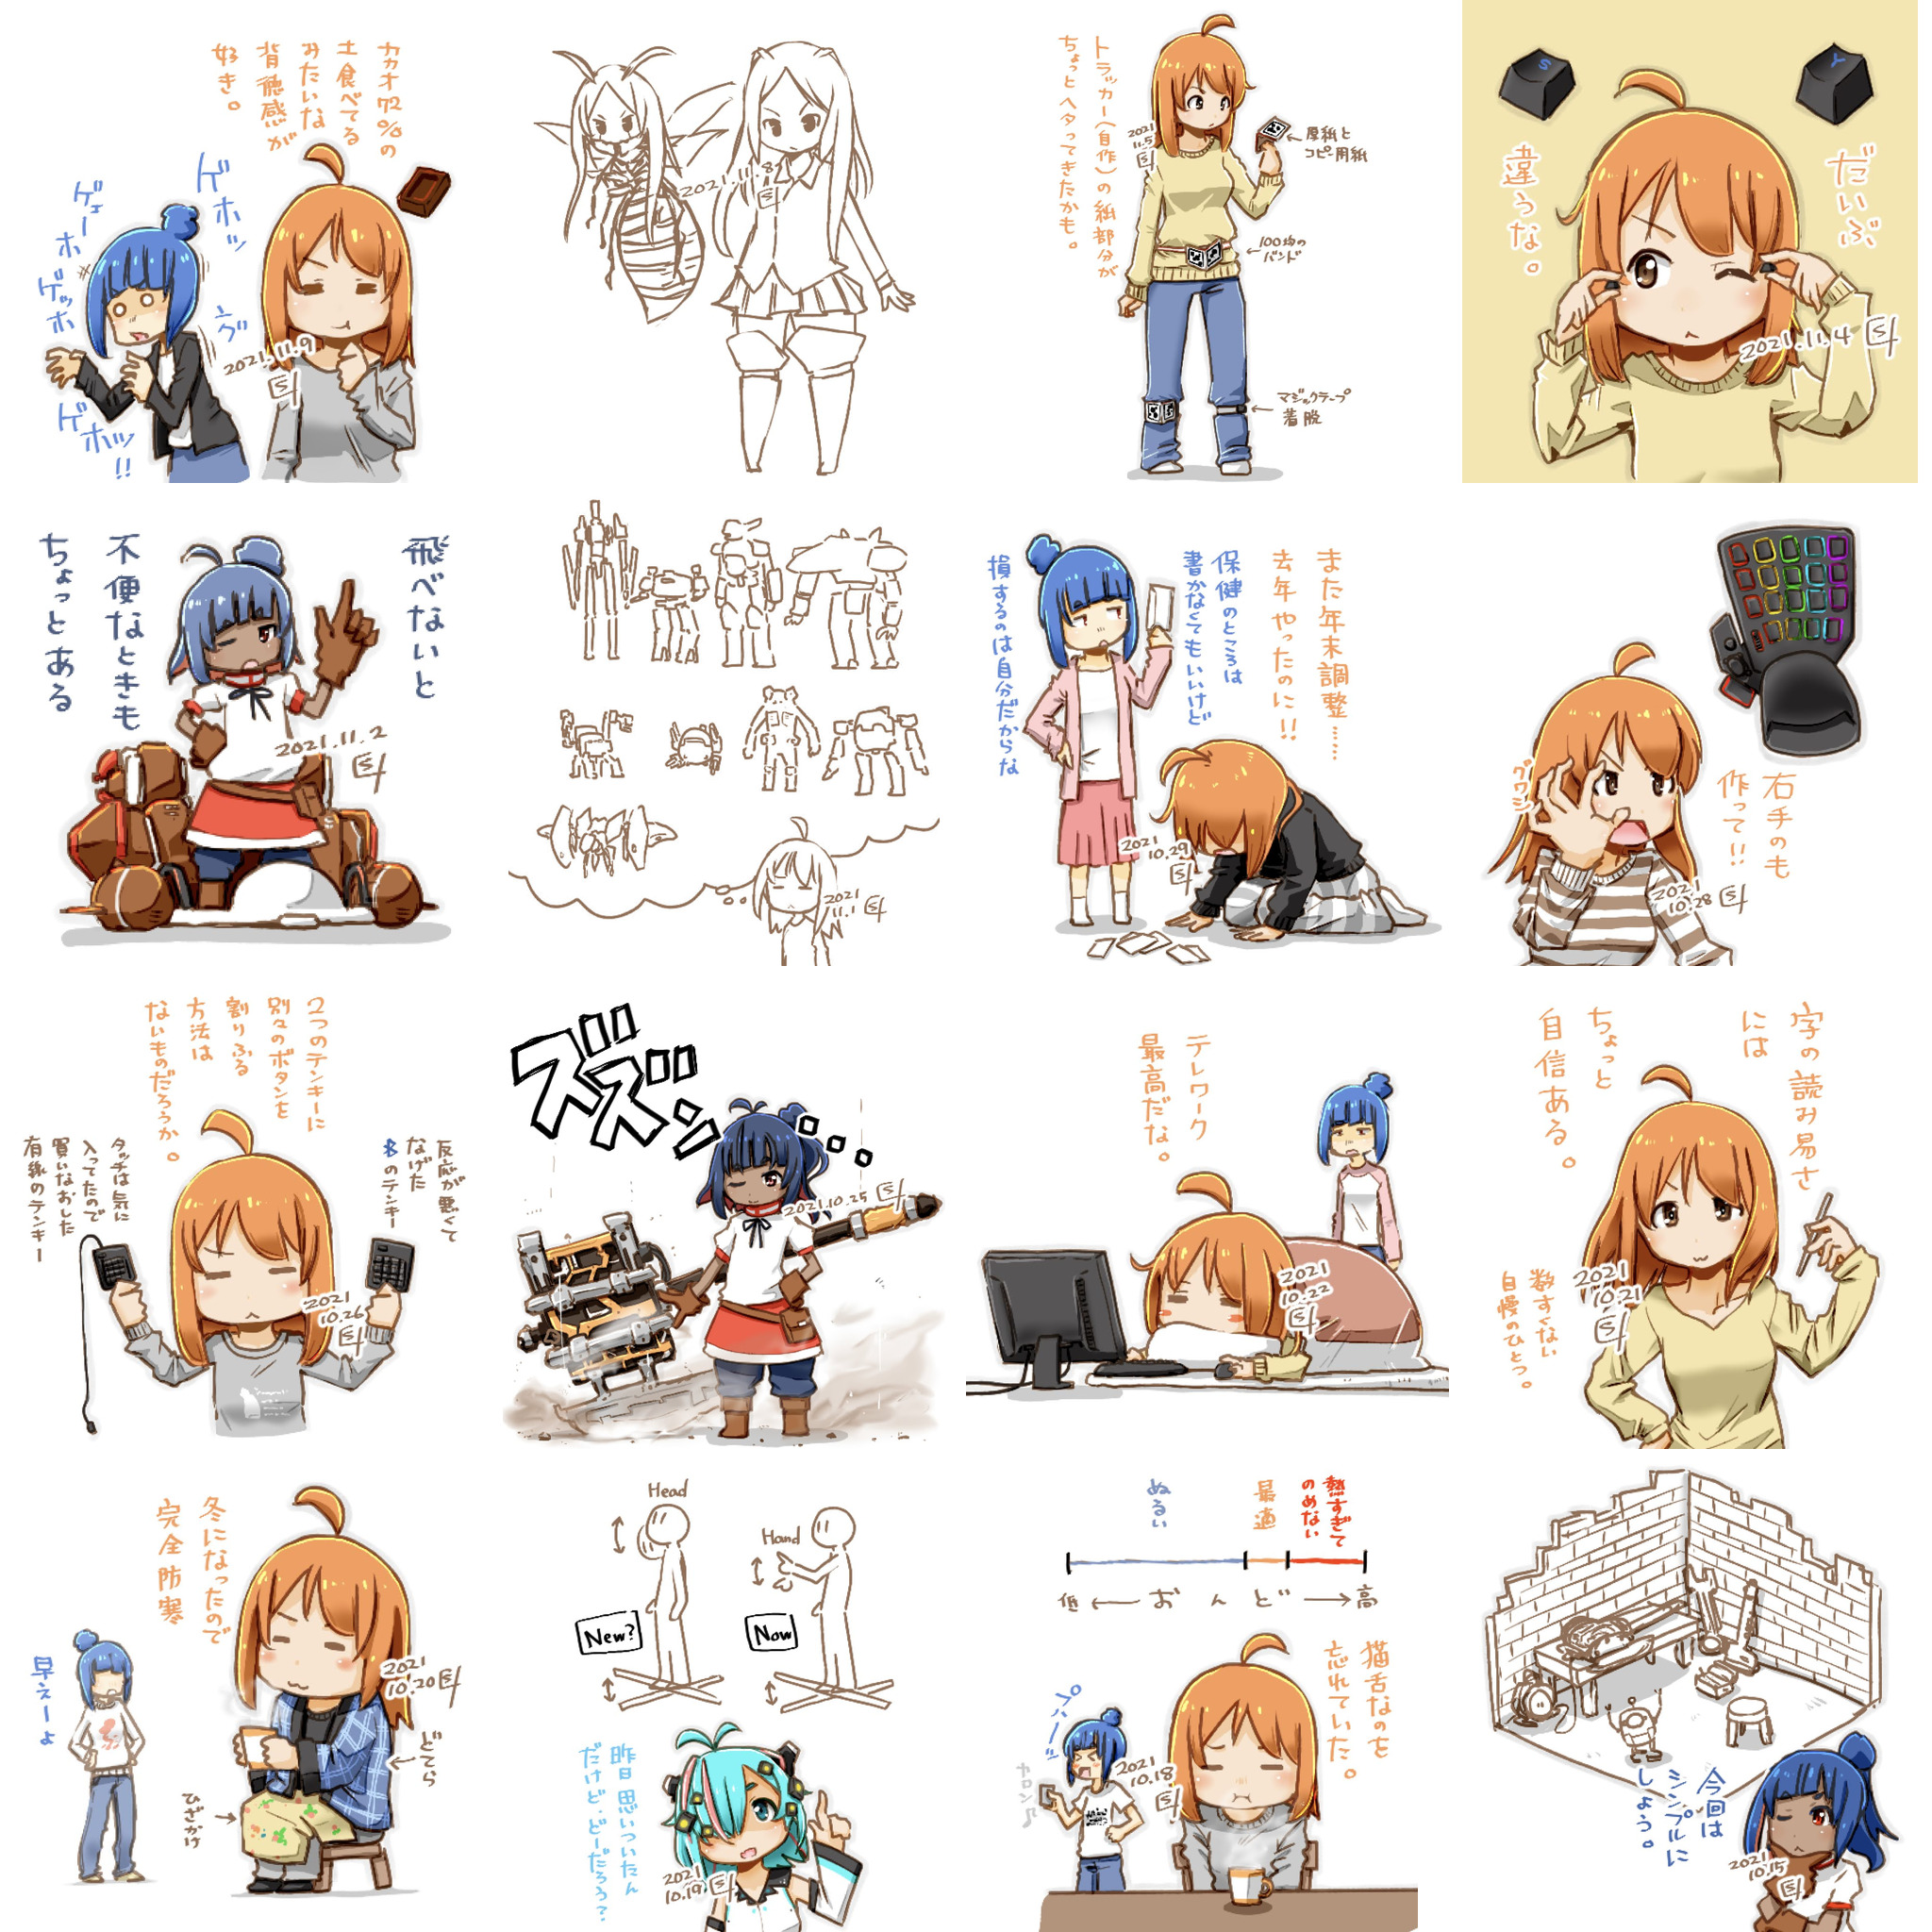 カカオ72%の
土食べてる
みたいな
背徳感が
好き。
ゲホッ
ゲェーホ
ゲッホ
ゲホッ!!
2021.11.9
2021.11.8
トラッカー(自作)の紙部分が
ちょっとヘタってきたかも。
2021
11.5
厚紙と
コピー用紙
100均の
バンド
マジックテープ
着脱
S
Y
だいぶ
違うな。
2021.11.4
飛べないと
不便なときも
ちょっとある
2021.11.2
2021
11.1
また年末調整……
去年やったのに!!
保健のところは
書かなくてもいいけど
損するのは自分だからな
2021
10.29
右手のも
作って!!
グワシ
2021
10.28
2つのテンキーに
別々のボタンを
割りふる
方法は
ないものだろうか。
反応が悪くて
なげた
のテンキー
タッチは気に
入ってたので
買いなおした
有線のテンキー
2021
10.26
ズズズン
2021.10.25
テレワーク
最高だな。
2021
10.22
字の読み易さ
には
ちょっと
自信ある。
数すくない
自慢のひとつ。
2021
10.21
冬になったので
完全防寒
早えーよ
2021
10.20
どてら
ひざかけ
Head
Hand
New?
Now
昨日思いついたん
だけど・どーだろう?
2021
10.19
熱すぎて
のめない
最適
ぬるい
低 ← おんど → 高
猫舌なのを
忘れていた。
カロン
2021
10.18
今回は
シンプルに
しよう。
2021
10.15